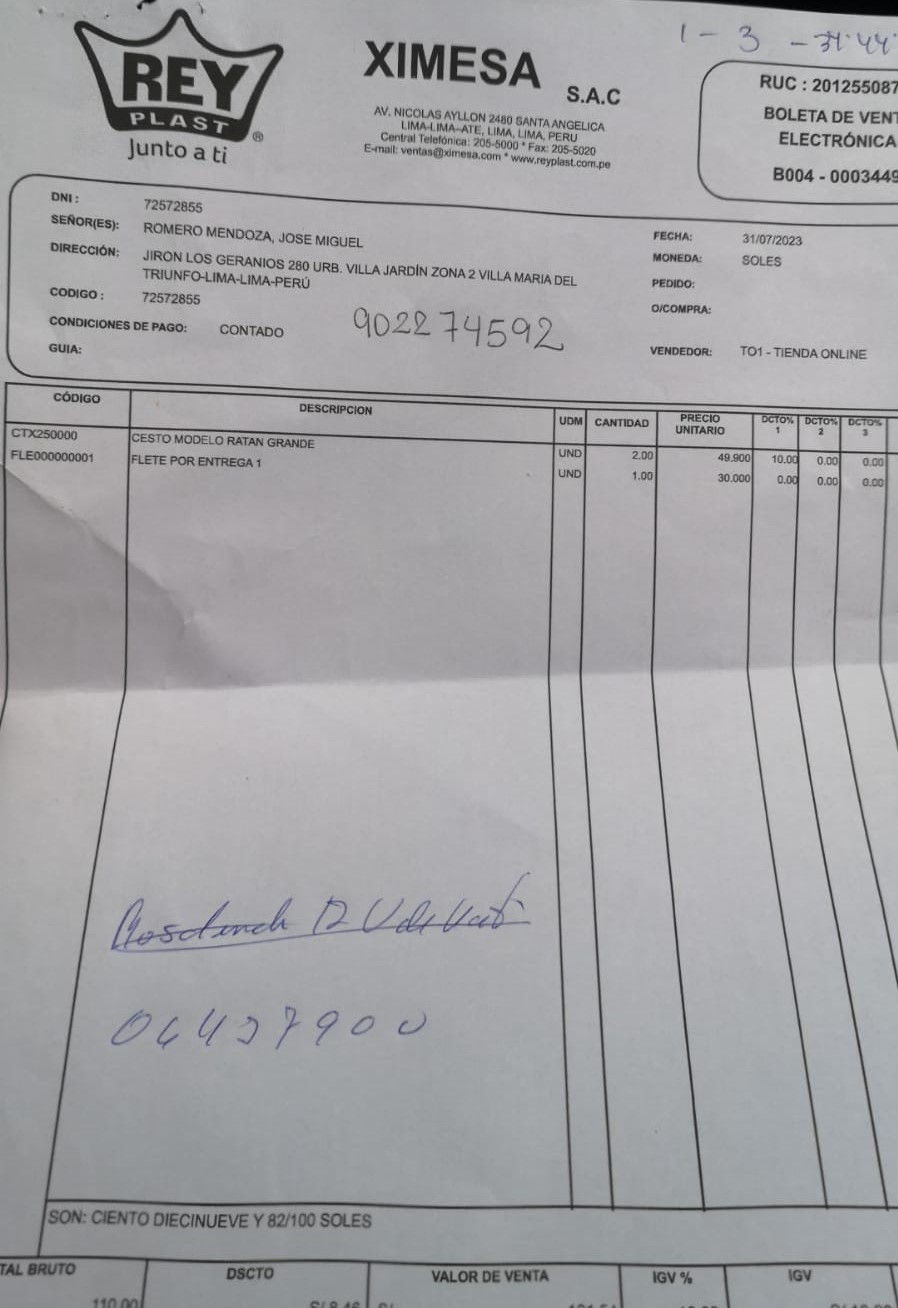 REY
PLAST ®
Junto a ti
XIMESA S.A.C
AV. NICOLAS AYLLON 2480 SANTA ANGELICA
LIMA-LIMA-ATE, LIMA, LIMA, PERU
Central Telefónica: 205-5000 * Fax: 205-5020
E-mail: ventas@ximesa.com * www.reyplast.com.pe
1 - 3
RUC : 201255087
BOLETA DE VENT
ELECTRÓNICA
B004 - 0003449
DNI : 72572855
SEÑOR(ES): ROMERO MENDOZA, JOSE MIGUEL
DIRECCIÓN: JIRON LOS GERANIOS 280 URB. VILLA JARDÍN ZONA 2 VILLA MARIA DEL
TRIUNFO-LIMA-LIMA-PERÚ
CODIGO : 72572855
CONDICIONES DE PAGO: CONTADO
902274592
GUIA:
FECHA: 31/07/2023
MONEDA: SOLES
PEDIDO:
O/COMPRA:
VENDEDOR: TO1 - TIENDA ONLINE
CÓDIGO DESCRIPCION UDM CANTIDAD PRECIO UNITARIO DCTO% 1 DCTO% 2 DCTO% 3
CTX250000 CESTO MODELO RATAN GRANDE UND 2.00 49.900 10.00 0.00 0.00
FLE000000001 FLETE POR ENTREGA 1 UND 1.00 30.000 0.00 0.00 0.00
SON: CIENTO DIECINUEVE Y 82/100 SOLES
TAL BRUTO DSCTO VALOR DE VENTA IGV % IGV
110.00